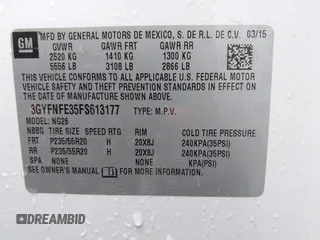 GM
MFD BY GENERAL MOTORS DE MEXICO, S. DE R.L. DE C.V. 03/15
GVWR GAWR FRT GAWR RR
2520 KG 1410 KG 1300 KG
5556 LB 3108 LB 2866 LB
THIS VEHICLE CONFORMS TO ALL APPLICABLE U.S. FEDERAL MOTOR
VEHICLE SAFETY, BUMPER, AND THEFT PREVENTION STANDARDS IN
EFFECT ON THE DATE OF MANUFACTURE SHOWN ABOVE.
3GYFNFE35FS613177 TYPE: M.P.V.
MODEL: NG26
NBBG TIRE SIZE SPEED RTG RIM COLD TIRE PRESSURE
FRT P235/55R20 H 20X8J 240KPA(35PSI)
RR P235/55R20 H 20X8J 240KPA(35PSI)
SPA NONE NONE KPA(PSI)
SEE OWNER'S MANUAL FOR ADDITIONAL INFORMATION.
© DYARFAX
BIDFAX